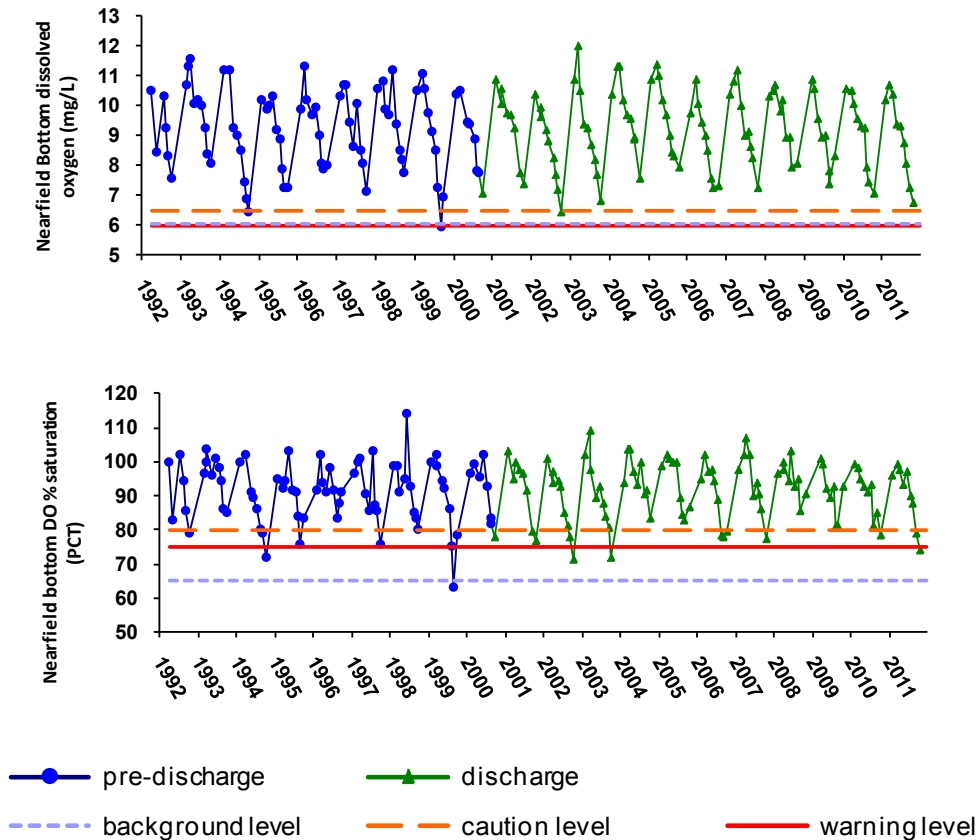 Nearfield Bottom dissolved
oxygen (mg/L)
13
12
11
10
9
8
7
6
5
1992 1993 1994 1995 1996 1997 1998 1999 2000 2001 2002 2003 2004 2005 2006 2007 2008 2009 2010 2011
Nearfield bottom DO % saturation
(PCT)
120
110
100
90
80
70
60
50
1992 1993 1994 1995 1996 1997 1998 1999 2000 2001 2002 2003 2004 2005 2006 2007 2008 2009 2010 2011
pre-discharge discharge
background level caution level warning level